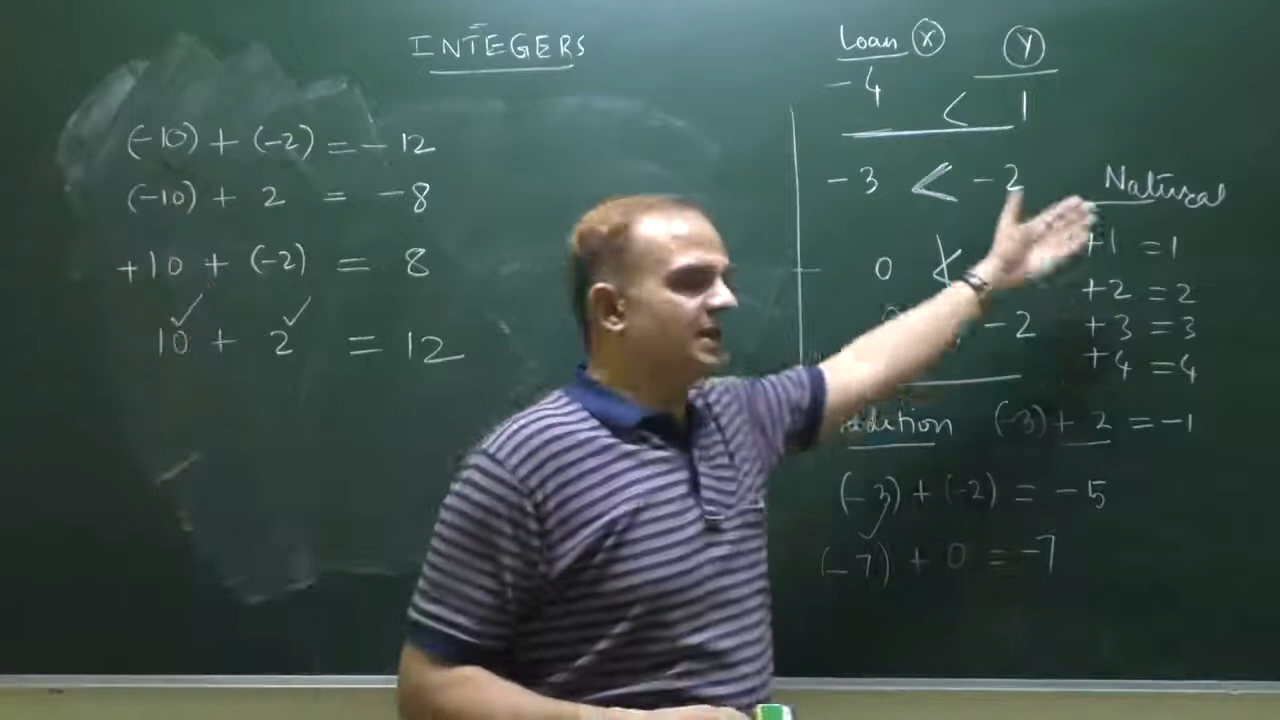 INTEGERS
(-10) + (-2) = -12
(-10) + 2 = -8
+10 + (-2) = 8
10 + 2 = 12
Loan X Y
-4 < 1
-3 < -2
0 <
-2
Natural
+1 = 1
+2 = 2
+3 = 3
+4 = 4
(-3) + 2 = -1
(-3) + (-2) = -5
(-7) + 0 = -7